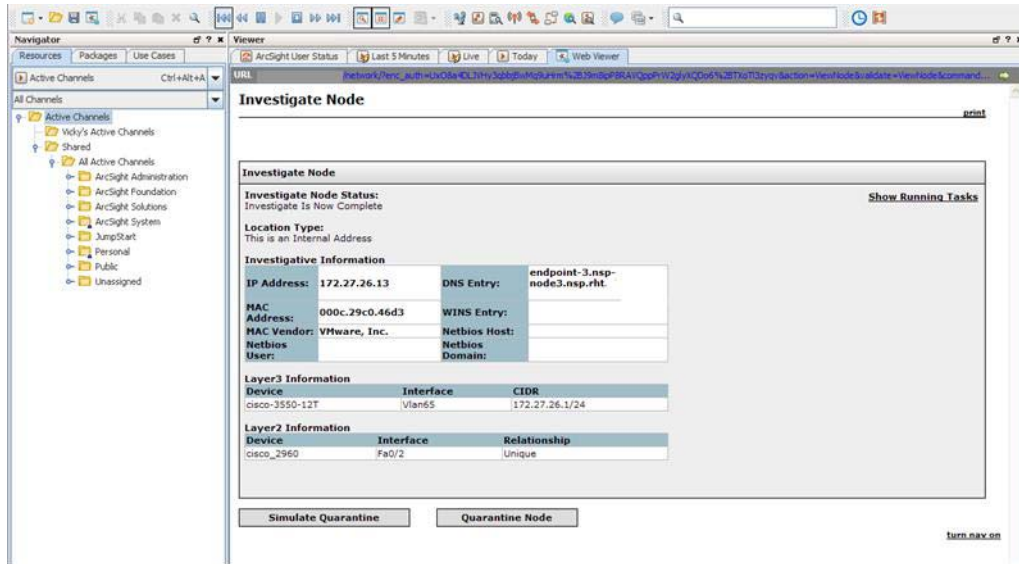 Navigator
Resources Packages Use Cases
Active Channels Ctrl+Alt+A
All Channels
Active Channels
Vicky's Active Channels
Shared
All Active Channels
ArcSight Administration
ArcSight Foundation
ArcSight Solutions
ArcSight System
JumpStart
Personal
Public
Unassigned
Viewer
ArcSight User Status Last 5 Minutes Live Today Web Viewer
URL
Investigate Node
print
Investigate Node
Investigate Node Status:
Investigate Is Now Complete
Show Running Tasks
Location Type:
This is an Internal Address
Investigative Information
IP Address: 172.27.26.13 DNS Entry: endpoint-3.nsp-node3.nsp.rht.
MAC Address: 000c.29c0.46d3 WINS Entry:
MAC Vendor: VMware, Inc. Netbios Host:
Netbios User: Netbios Domain:
Layer3 Information
Device Interface CIDR
cisco-3550-12T Vlan65 172.27.26.1/24
Layer2 Information
Device Interface Relationship
cisco_2960 Fa0/2 Unique
Simulate Quarantine Quarantine Node
turn nav on